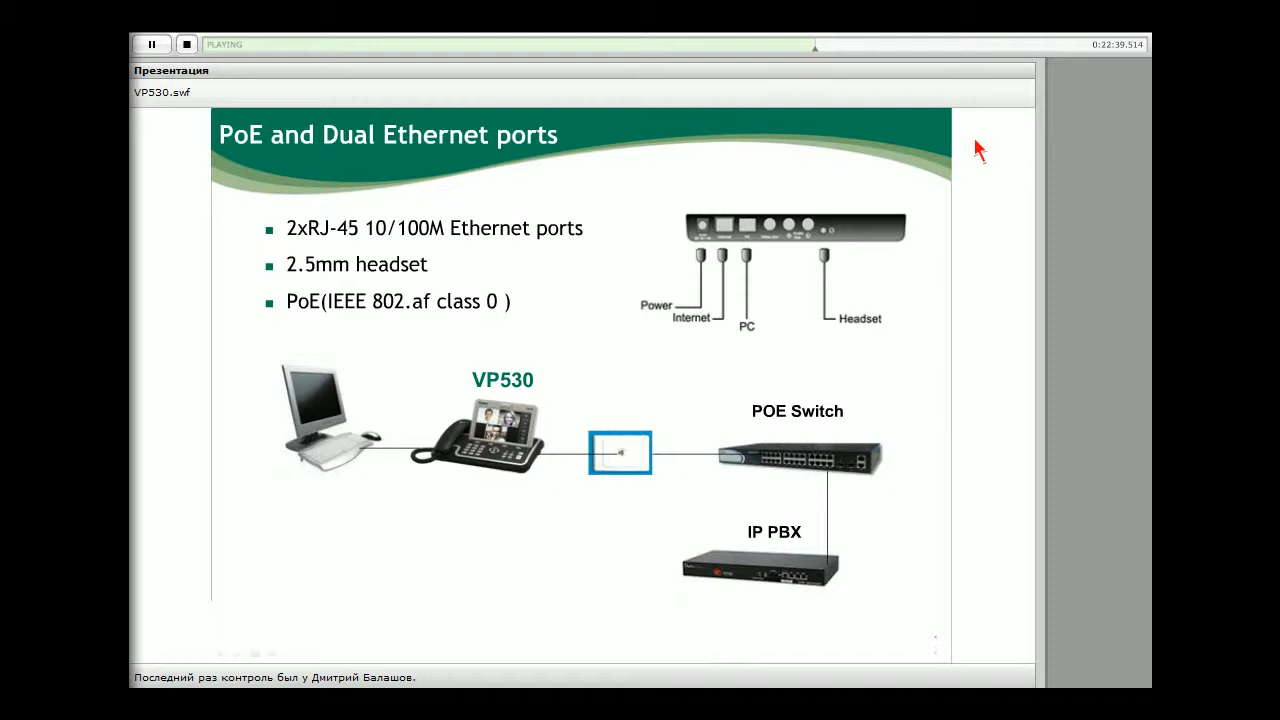 PLAYING
0:22:39.514
Презентация
VP530.swf
PoE and Dual Ethernet ports
2xRJ-45 10/100M Ethernet ports
2.5mm headset
PoE(IEEE 802.af class 0 )
Power
Internet
PC
Headset
VP530
POE Switch
IP PBX
Последний раз контроль был у Дмитрий Балашов.